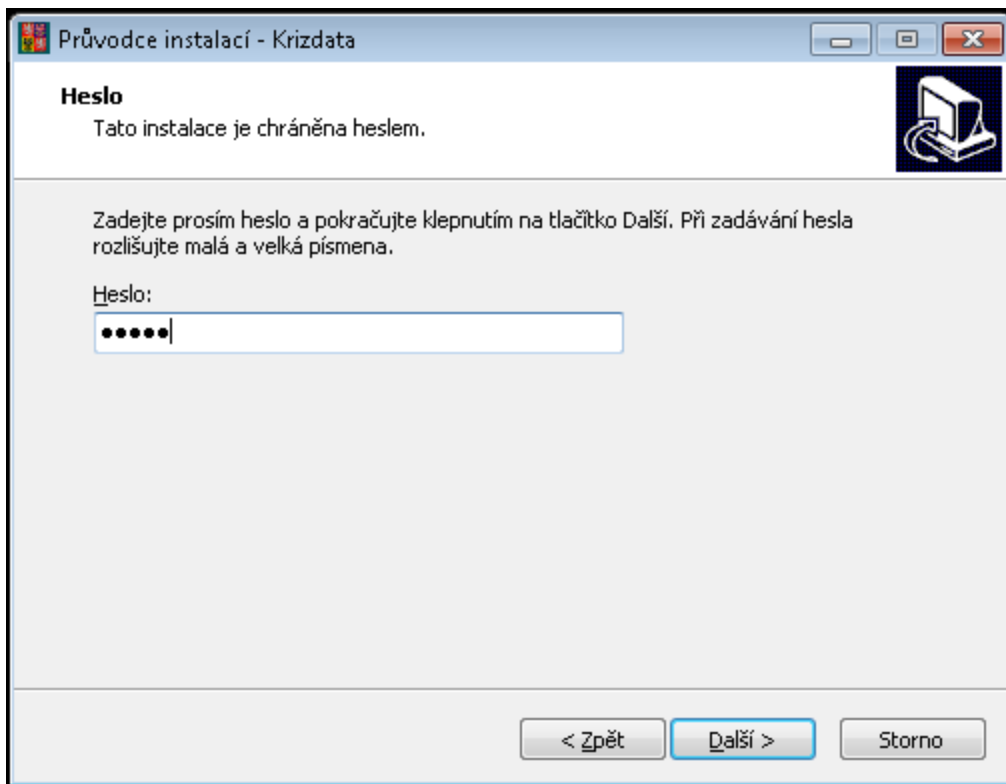 Průvodce instalací - Krizdata
Heslo
Tato instalace je chráněna heslem.
Zadejte prosím heslo a pokračujte klepnutím na tlačítko Další. Při zadávání hesla
rozlišujte malá a velká písmena.
Heslo:
●●●●●
< Zpět
Další >
Storno